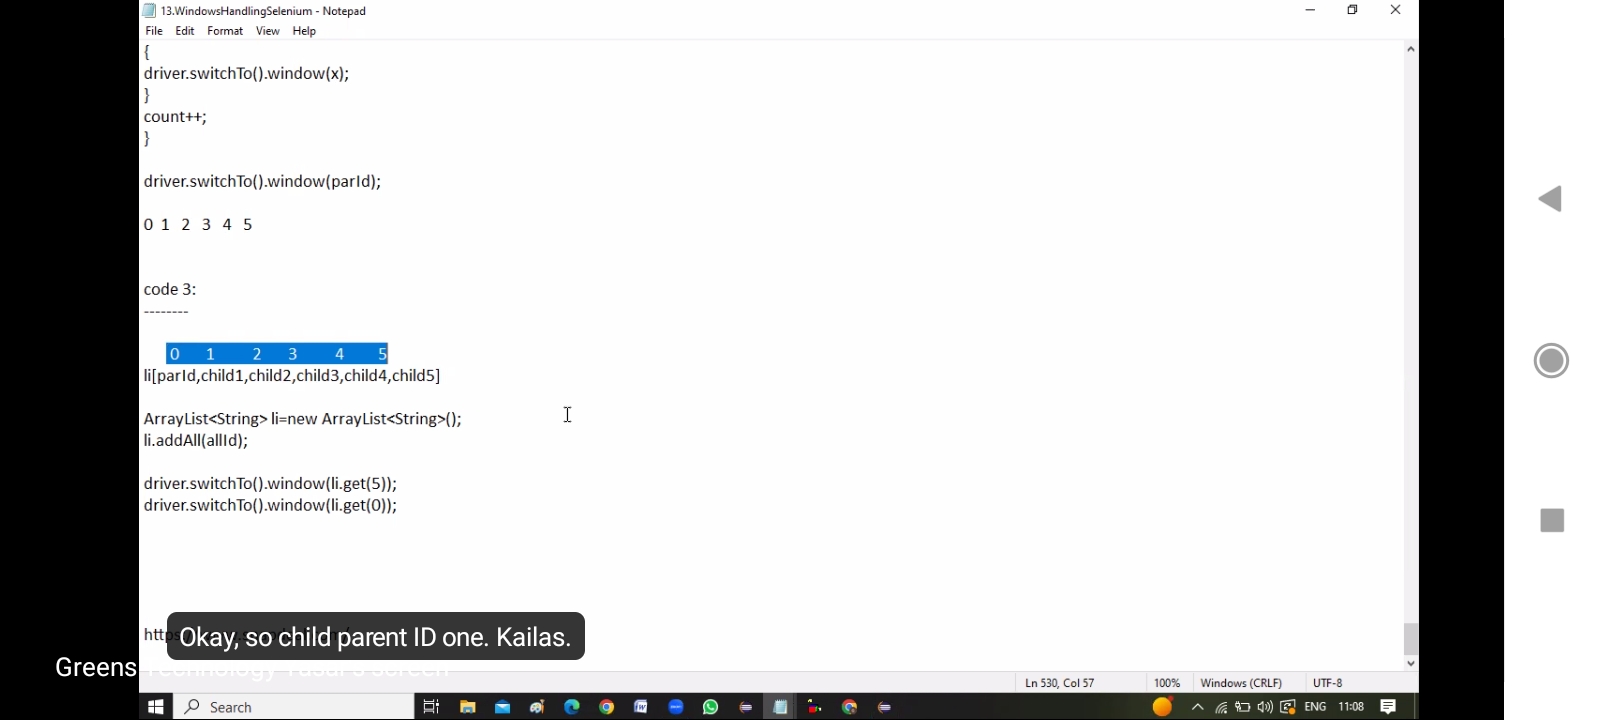 13.WindowsHandlingSelenium - Notepad
File Edit Format View Help
{
driver.switchTo().window(x);
}
count++;
}
driver.switchTo().window(parId);
0 1 2 3 4 5
code 3:
--------
0 1 2 3 4 5
li[parId,child1,child2,child3,child4,child5]
ArrayList<String> li=new ArrayList<String>();
li.addAll(allId);
driver.switchTo().window(li.get(5));
driver.switchTo().window(li.get(0));
Okay, so child parent ID one. Kailas.
Greens Technology Yasar's screen
Ln 530, Col 57 100% Windows (CRLF) UTF-8
Search ENG 11:08